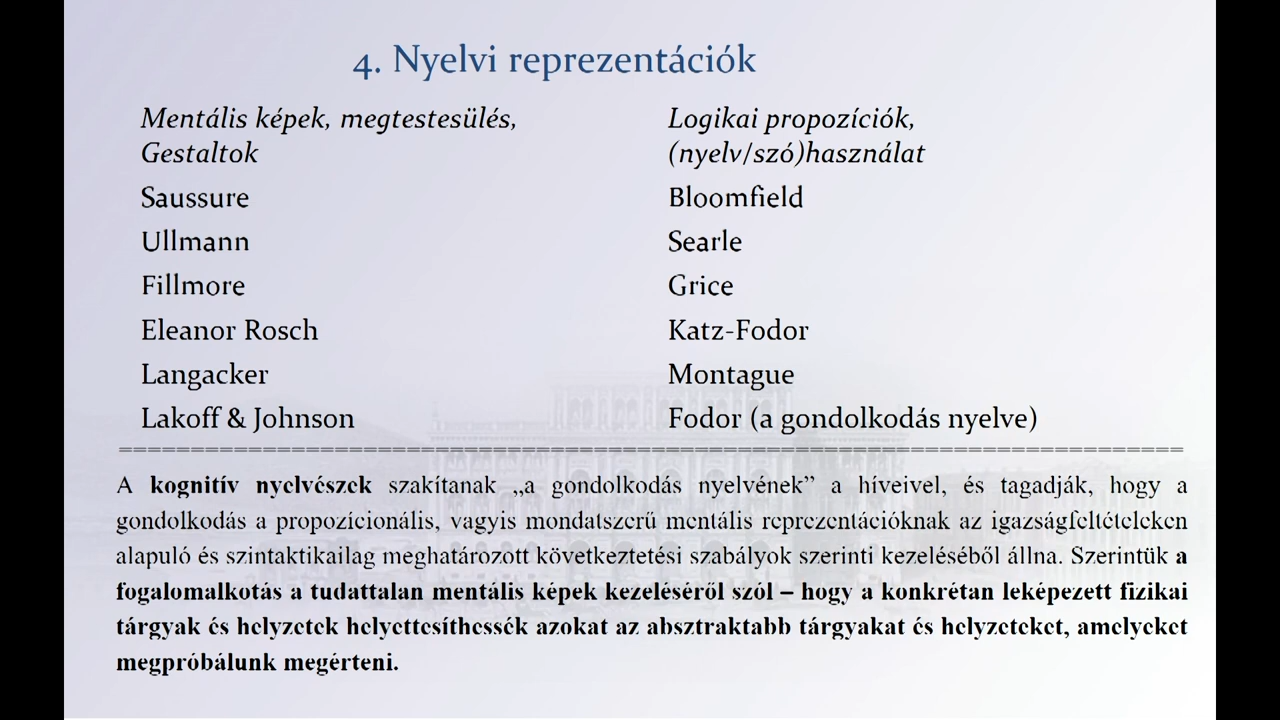 4. Nyelvi reprezentációk
Mentális képek, megtestesülés,
Gestaltok
Saussure
Ullmann
Fillmore
Eleanor Rosch
Langacker
Lakoff & Johnson
Logikai propozíciók,
(nyelv/szó)használat
Bloomfield
Searle
Grice
Katz-Fodor
Montague
Fodor (a gondolkodás nyelve)
A kognitív nyelvészek szakítanak „a gondolkodás nyelvének” a híveivel, és tagadják, hogy a
gondolkodás a propozícionális, vagyis mondatszerű mentális reprezentációknak az igazságfeltételeken
alapuló és szintaktikailag meghatározott következtetési szabályok szerinti kezeléséből állna. Szerintük a
fogalomalkotás a tudattalan mentális képek kezeléséről szól – hogy a konkrétan leképezett fizikai
tárgyak és helyzetek helyettesíthessék azokat az absztraktabb tárgyakat és helyzeteket, amelyeket
megpróbálunk megérteni.